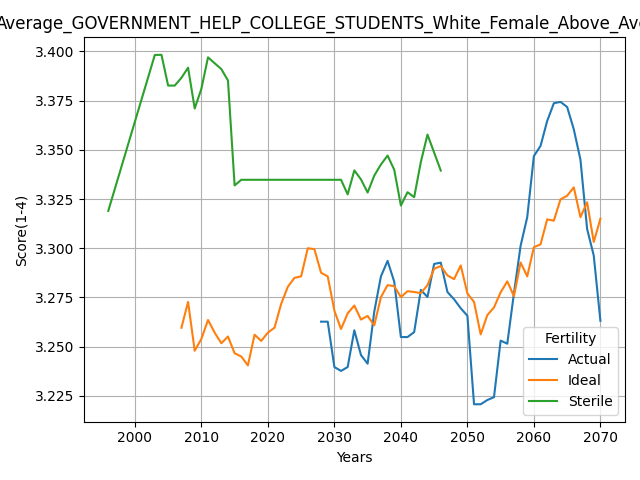 Average_GOVERNMENT_HELP_COLLEGE_STUDENTS_White_Female_Above_Ave
3.400
3.375
3.350
3.325
3.300
3.275
3.250
3.225
Score(1-4)
2000 2010 2020 2030 2040 2050 2060 2070
Years
Fertility
Actual
Ideal
Sterile